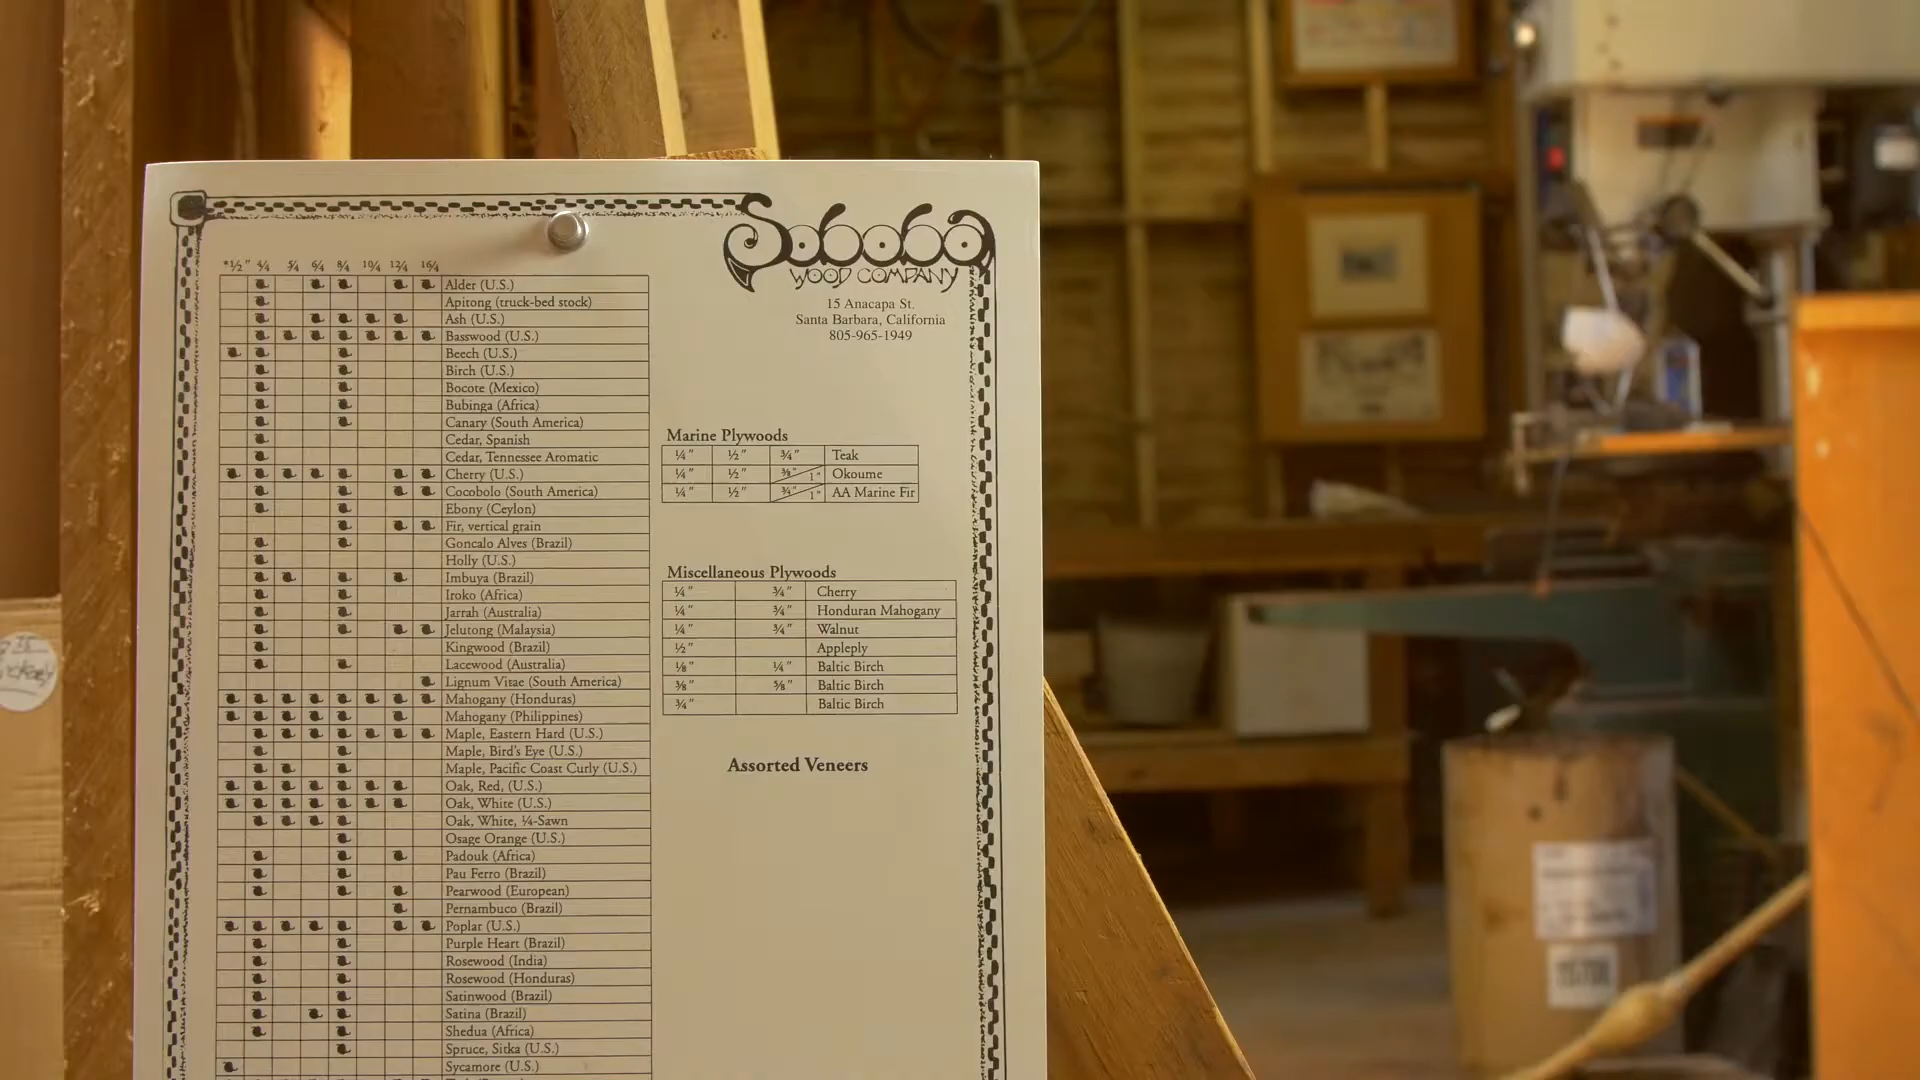 Soboba
WOOD COMPANY
15 Anacapa St.
Santa Barbara, California
805-965-1949
*½" 4/4 5/4 6/4 8/4 10/4 12/4 16/4
Alder (U.S.)
Apitong (truck-bed stock)
Ash (U.S.)
Basswood (U.S.)
Beech (U.S.)
Birch (U.S.)
Bocote (Mexico)
Bubinga (Africa)
Canary (South America)
Cedar, Spanish
Cedar, Tennessee Aromatic
Cherry (U.S.)
Cocobolo (South America)
Ebony (Ceylon)
Fir, vertical grain
Goncalo Alves (Brazil)
Holly (U.S.)
Imbuya (Brazil)
Iroko (Africa)
Jarrah (Australia)
Jelutong (Malaysia)
Kingwood (Brazil)
Lacewood (Australia)
Lignum Vitae (South America)
Mahogany (Honduras)
Mahogany (Philippines)
Maple, Eastern Hard (U.S.)
Maple, Bird's Eye (U.S.)
Maple, Pacific Coast Curly (U.S.)
Oak, Red, (U.S.)
Oak, White (U.S.)
Oak, White, ¼-Sawn
Osage Orange (U.S.)
Padouk (Africa)
Pau Ferro (Brazil)
Pearwood (European)
Pernambuco (Brazil)
Poplar (U.S.)
Purple Heart (Brazil)
Rosewood (India)
Rosewood (Honduras)
Satinwood (Brazil)
Satina (Brazil)
Shedua (Africa)
Spruce, Sitka (U.S.)
Sycamore (U.S.)
Marine Plywoods
¼" ½" ¾" Teak
¼" ½" ⅜" 1" Okoume
¼" ½" ¾" 1" AA Marine Fir
Miscellaneous Plywoods
¼" ¾" Cherry
¼" ¾" Honduran Mahogany
¼" ¾" Walnut
½" Appleply
⅛" ¼" Baltic Birch
⅜" ⅝" Baltic Birch
¾" Baltic Birch
Assorted Veneers